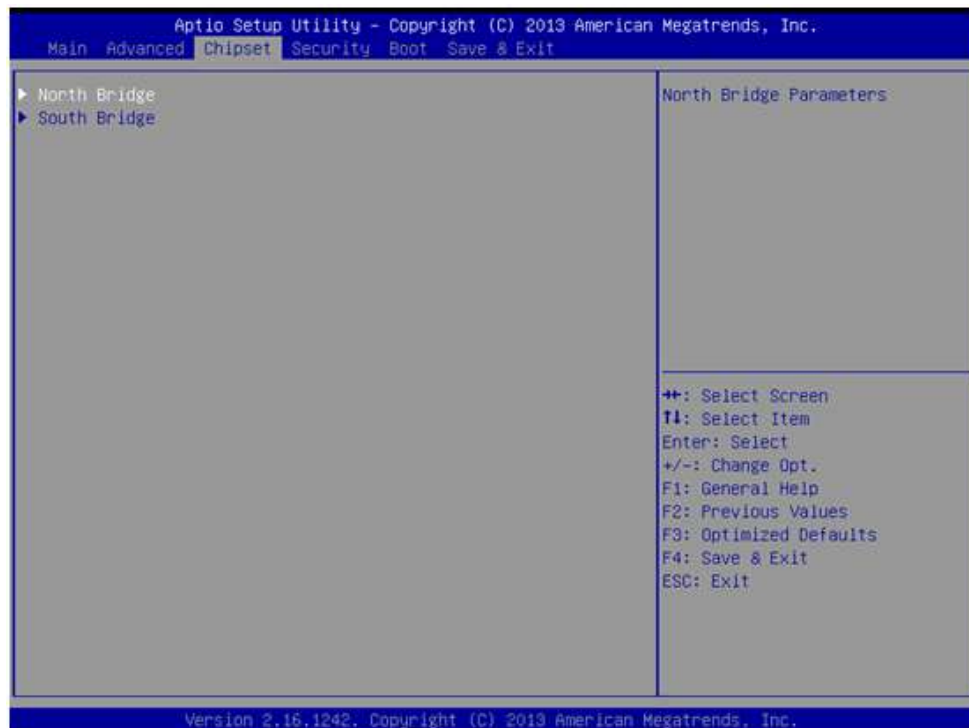 Aptio Setup Utility - Copyright (C) 2013 American Megatrends, Inc.
Main Advanced Chipset Security Boot Save & Exit
North Bridge
South Bridge
North Bridge Parameters
→←: Select Screen
↑↓: Select Item
Enter: Select
+/-: Change Opt.
F1: General Help
F2: Previous Values
F3: Optimized Defaults
F4: Save & Exit
ESC: Exit
Version 2.16.1242. Copyright (C) 2013 American Megatrends, Inc.